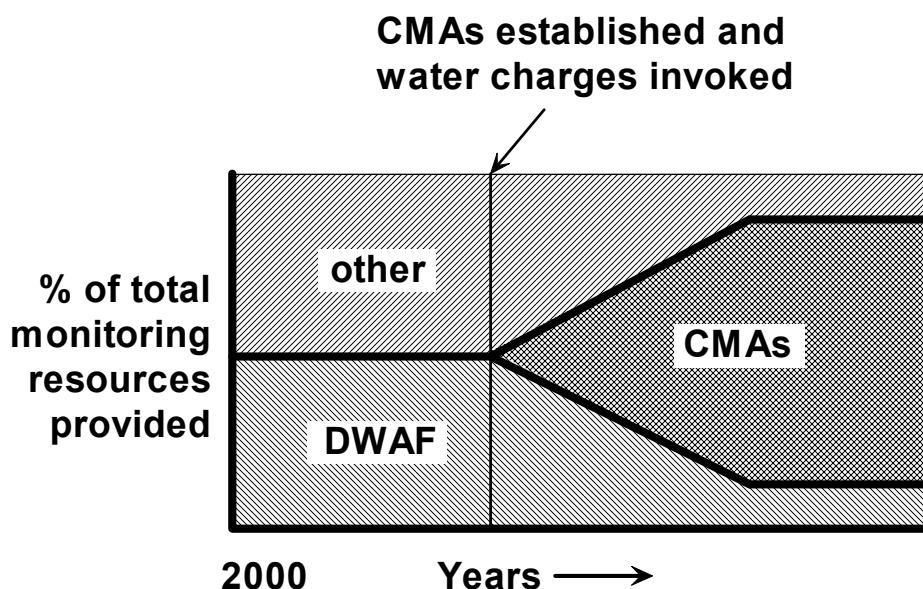 CMAs established and
water charges invoked
other
% of total
monitoring
resources
provided
CMAs
DWAF
2000
Years